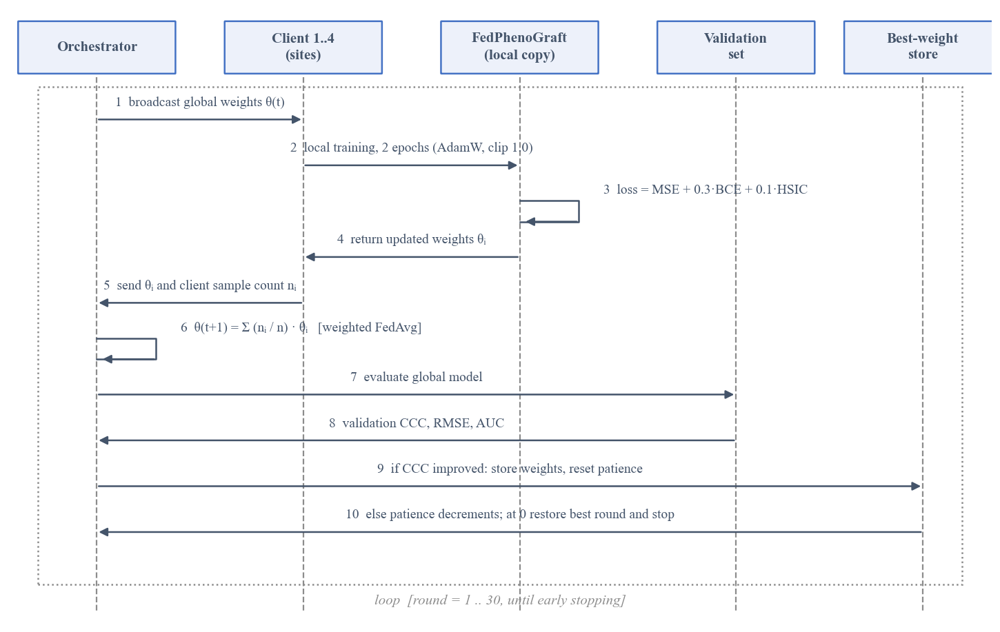 Orchestrator
Client 1..4
(sites)
FedPhenoGraft
(local copy)
Validation
set
Best-weight
store
1 broadcast global weights θ(t)
2 local training, 2 epochs (AdamW, clip 1.0)
3 loss = MSE + 0.3·BCE + 0.1·HSIC
4 return updated weights θᵢ
5 send θᵢ and client sample count nᵢ
6 θ(t+1) = Σ (nᵢ / n) · θᵢ [weighted FedAvg]
7 evaluate global model
8 validation CCC, RMSE, AUC
9 if CCC improved: store weights, reset patience
10 else patience decrements; at 0 restore best round and stop
loop [round = 1 .. 30, until early stopping]